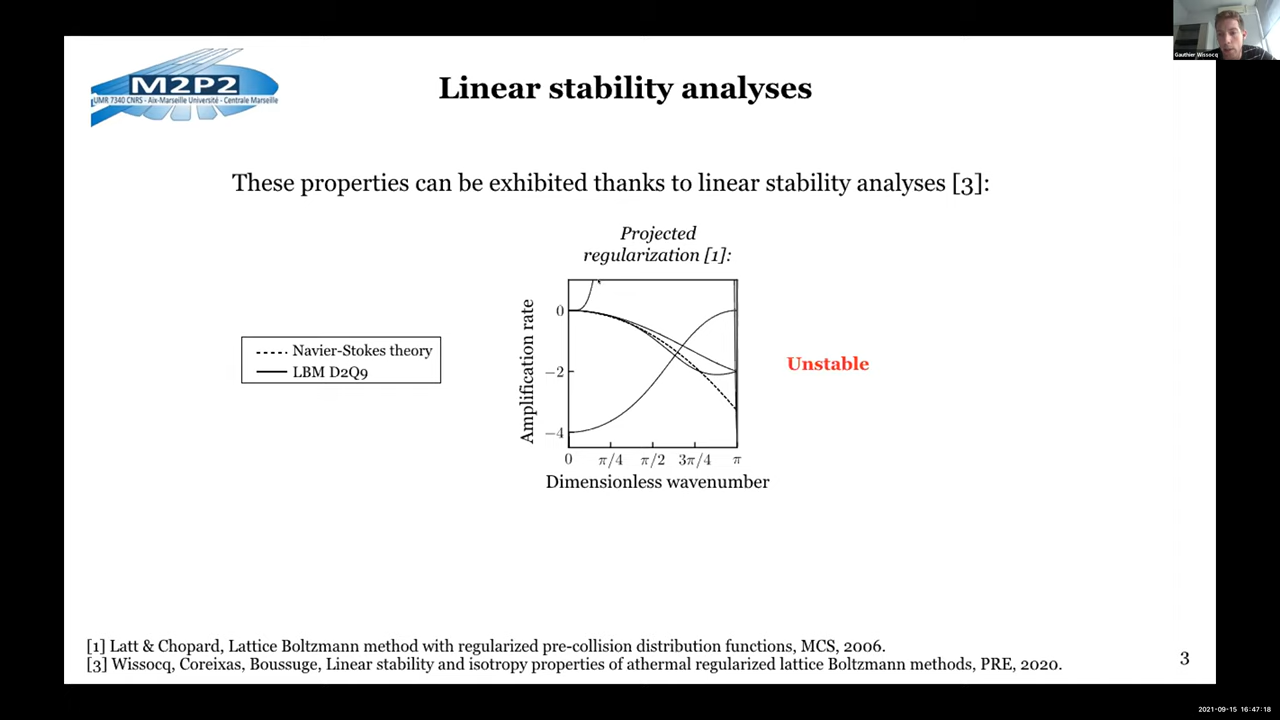 Gauthier Wissocq
M2P2
UMR 7340 CNRS - Aix-Marseille Université - Centrale Marseille
Linear stability analyses
These properties can be exhibited thanks to linear stability analyses [3]:
Projected
regularization [1]:
Amplification rate
0
−2
−4
0 π/4 π/2 3π/4 π
Dimensionless wavenumber
Navier-Stokes theory
LBM D2Q9
Unstable
[1] Latt & Chopard, Lattice Boltzmann method with regularized pre-collision distribution functions, MCS, 2006.
[3] Wissocq, Coreixas, Boussuge, Linear stability and isotropy properties of athermal regularized lattice Boltzmann methods, PRE, 2020.
3
2021-09-15 16:47:18